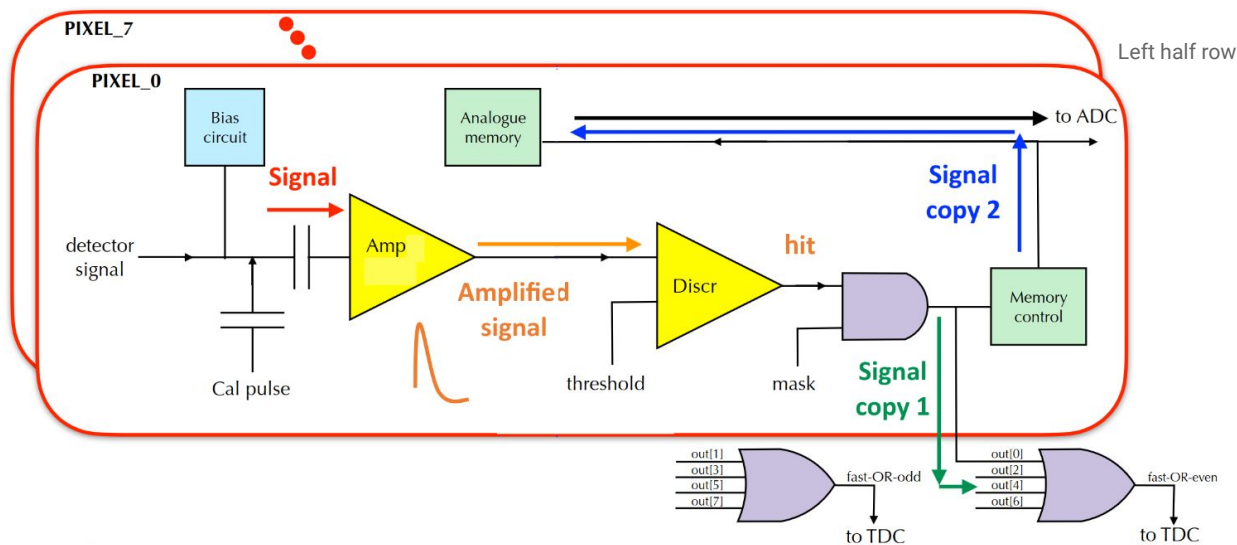 PIXEL_7
Left half row
PIXEL_0
Bias
circuit
Analogue
memory
to ADC
Signal
Signal
copy 2
detector
signal
Amp
hit
Discr
Amplified
signal
Memory
control
Cal pulse
threshold
mask
Signal
copy 1
out[1]
out[3]
out[5]
out[7]
fast-OR-odd
to TDC
out[0]
out[2]
out[4]
out[6]
fast-OR-even
to TDC